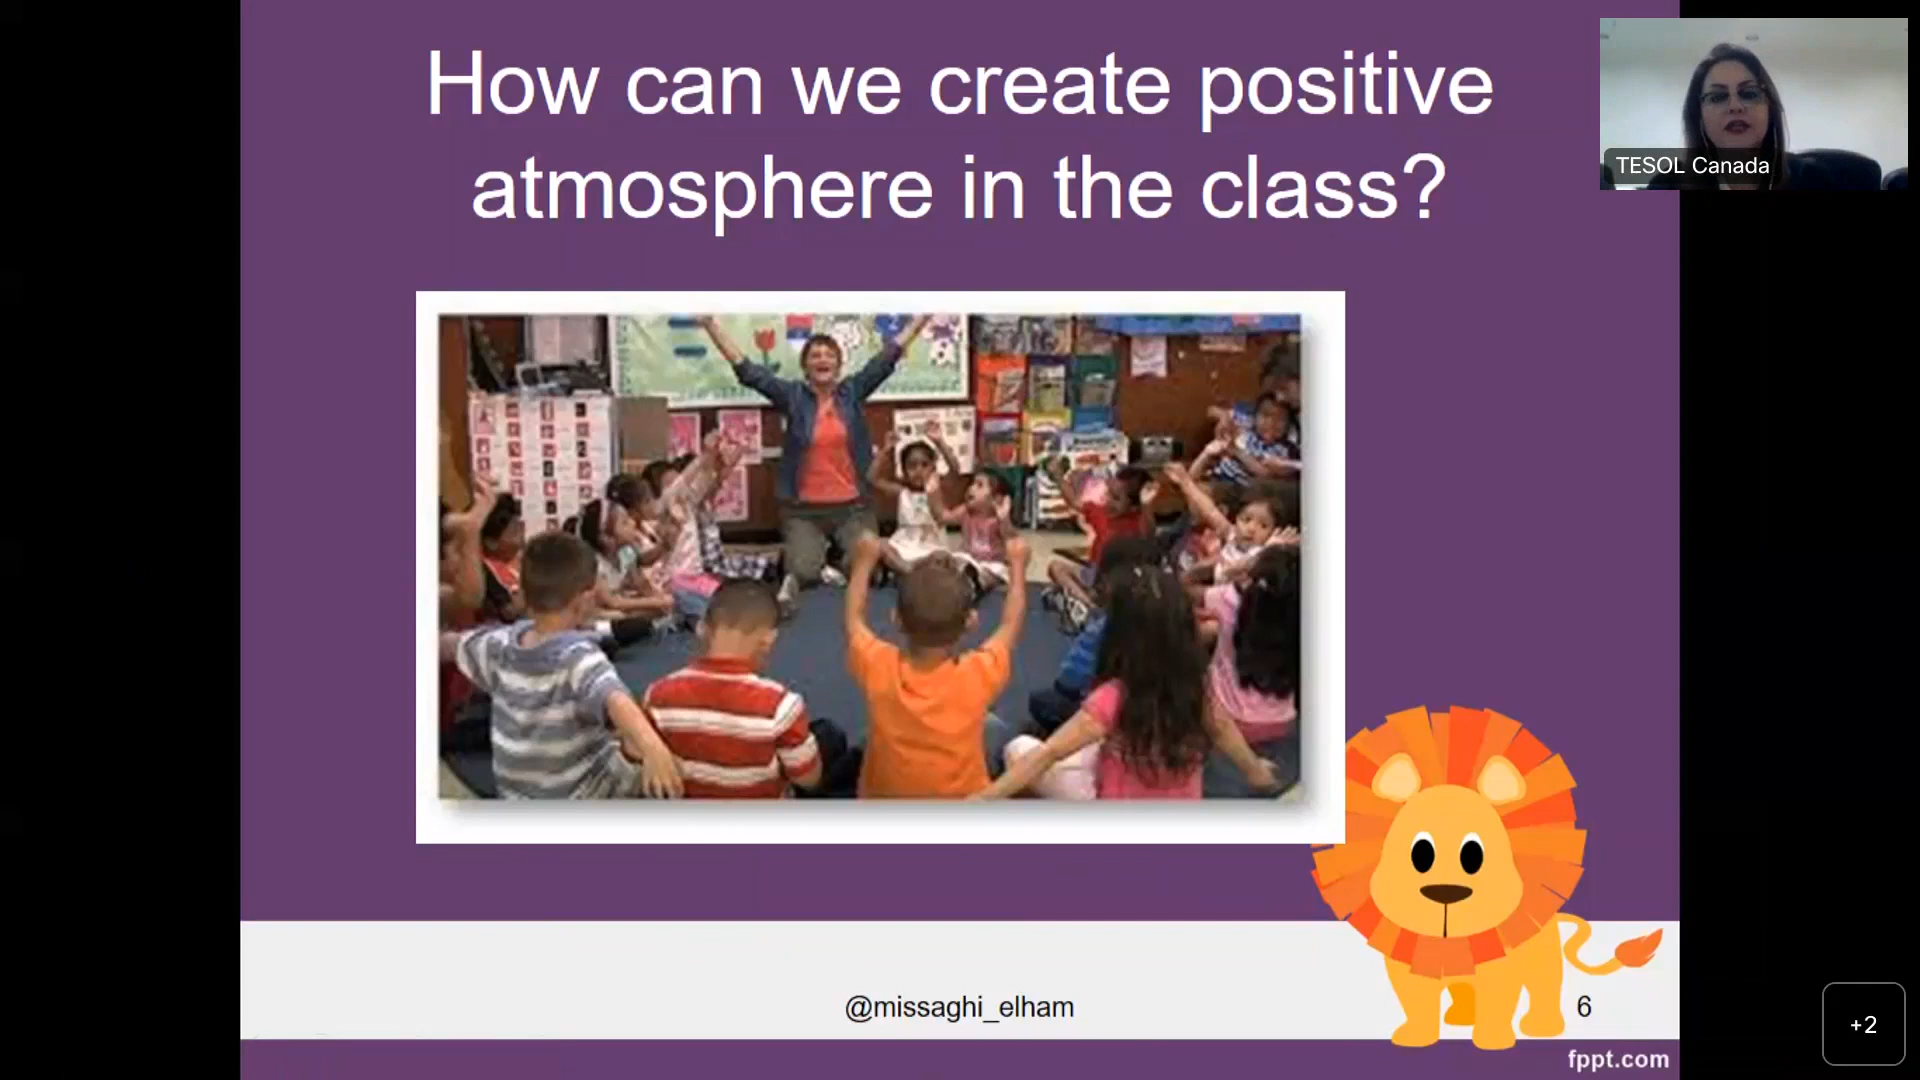 How can we create positive
atmosphere in the class?
TESOL Canada
@missaghi_elham
6
fppt.com
+2